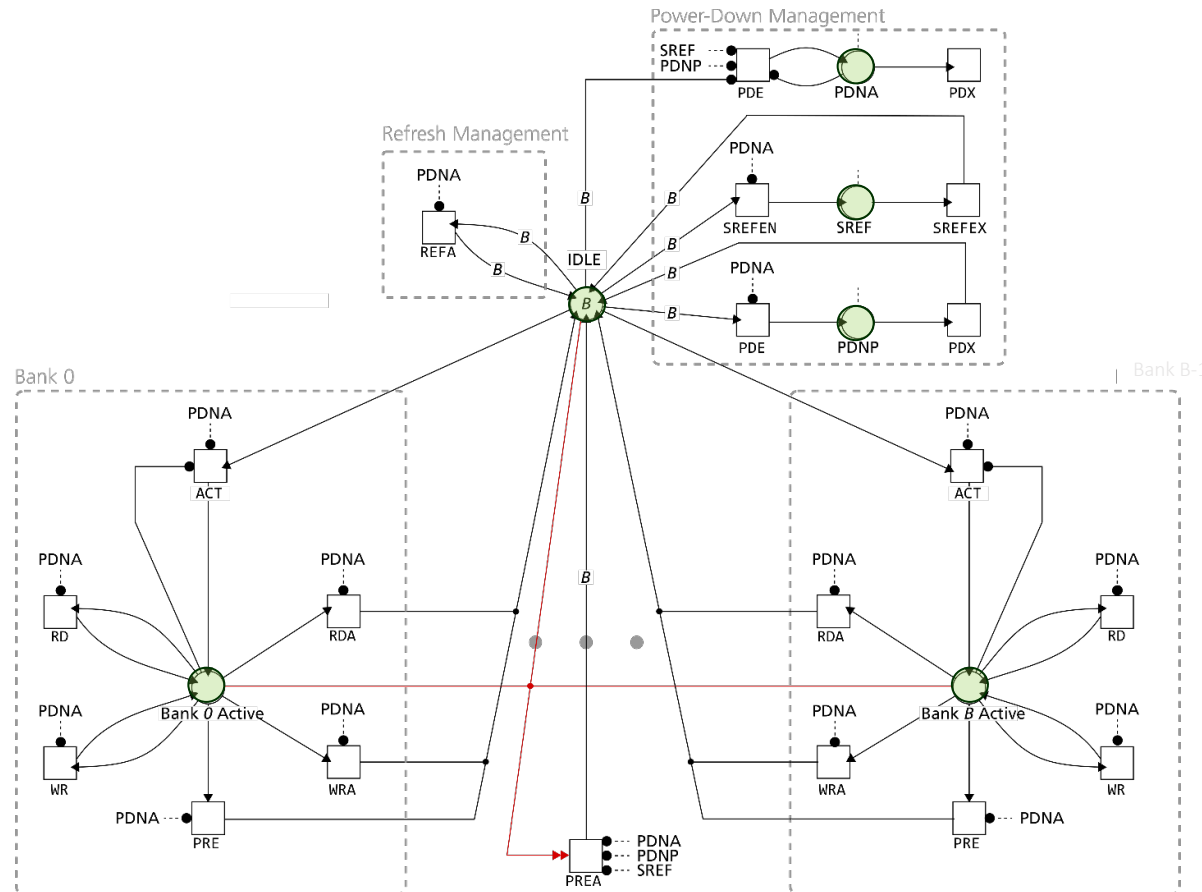 Power-Down Management
SREF
PDNP
PDE
PDNA
PDX
Refresh Management
PDNA
REFA
B
B
B
IDLE
B
PDNA
B
SREFEN
SREF
SREFEX
B
B
PDNA
B
PDE
PDNP
PDX
Bank 0
Bank B-1
PDNA
ACT
PDNA
ACT
PDNA
RD
PDNA
RDA
B
PDNA
RDA
PDNA
RD
Bank 0 Active
Bank B Active
PDNA
WR
PDNA
WRA
PDNA
WRA
PDNA
WR
PDNA
PRE
PDNA
PRE
PDNA
PDNP
SREF
PREA